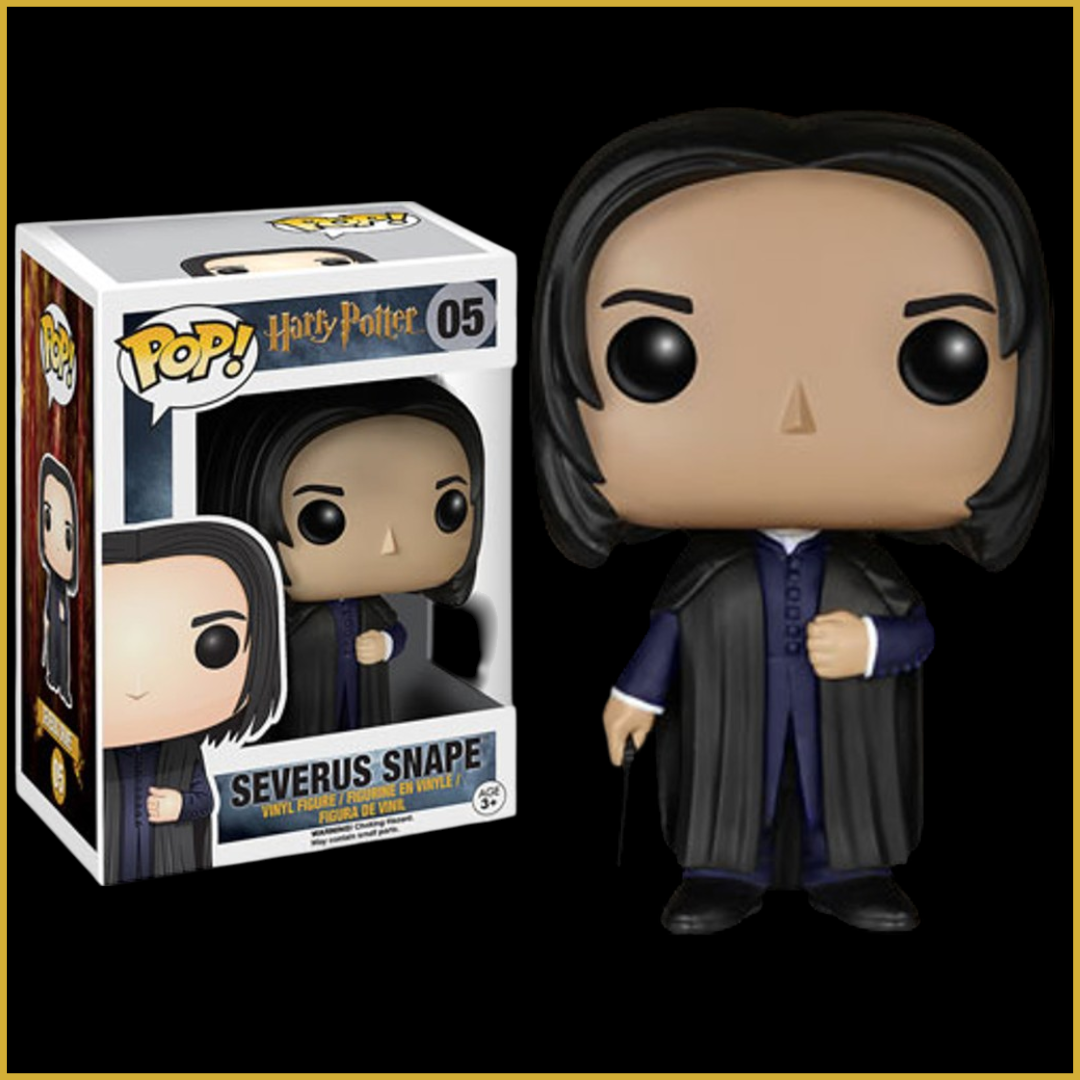 POP!
POP!
Harry Potter
05
POP!
SEVERUS SNAPE
VINYL FIGURE / FIGURINE EN VINYLE /
FIGURA DE VINIL
WARNING: Choking Hazard.
May contain small parts.
AGE
3+
05